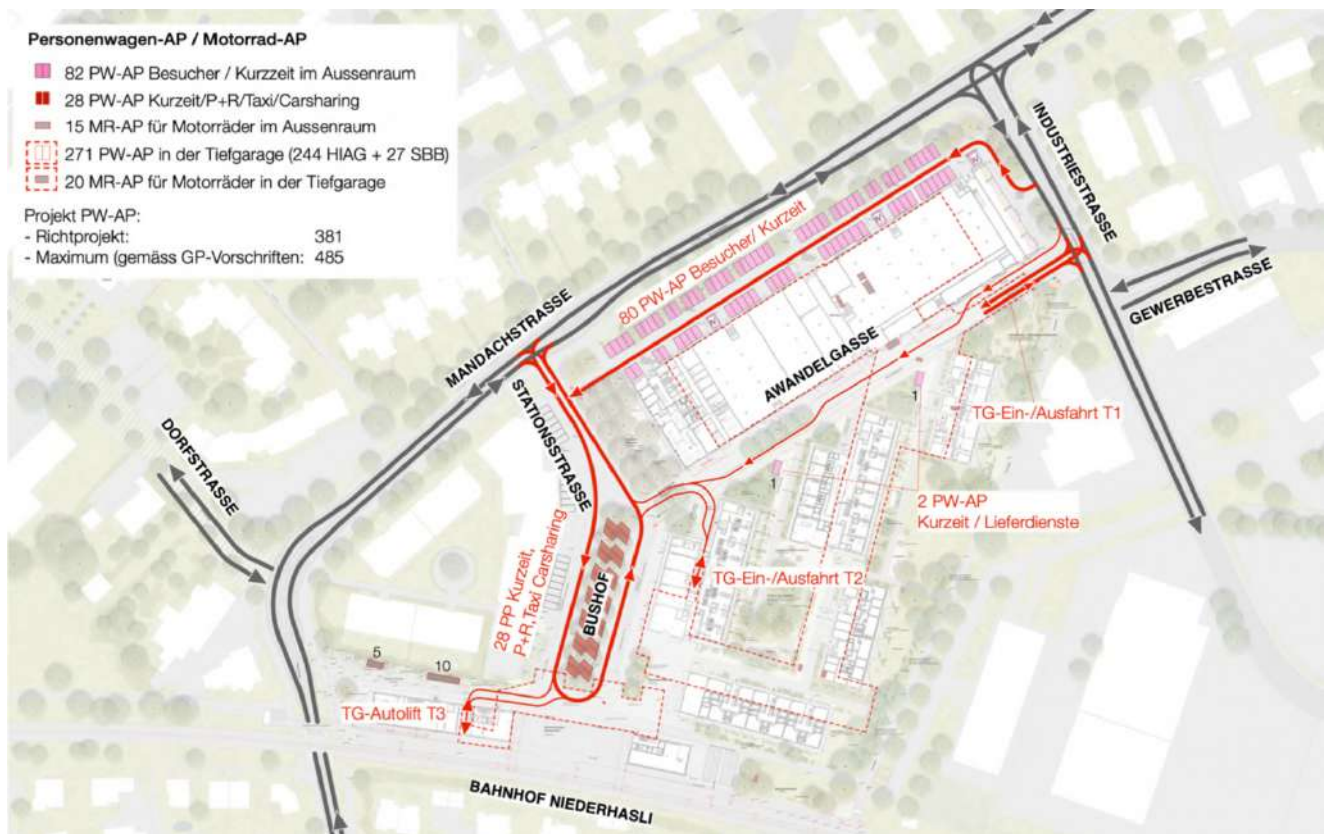 Personenwagen-AP / Motorrad-AP
82 PW-AP Besucher / Kurzzeit im Aussenraum
28 PW-AP Kurzeit/P+R/Taxi/Carsharing
15 MR-AP für Motorräder im Aussenraum
271 PW-AP in der Tiefgarage (244 HIAG + 27 SBB)
20 MR-AP für Motorräder in der Tiefgarage
Projekt PW-AP:
- Richtprojekt: 381
- Maximum (gemäss GP-Vorschriften: 485
INDUSTRIESTRASSE
GEWERBESTRASSE
80 PW-AP Besucher/ Kurzeit
MANDACHSTRASSE
AWANDELGASSE
STATIONSSTRASSE
DORFSTRASSE
1
TG-Ein-/Ausfahrt T1
1
2 PW-AP
Kurzeit / Lieferdienste
28 PP Kurzeit,
P+R,Taxi Carsharing
BUSHOF
TG-Ein-/Ausfahrt T2
5
10
TG-Autolift T3
BAHNHOF NIEDERHASLI